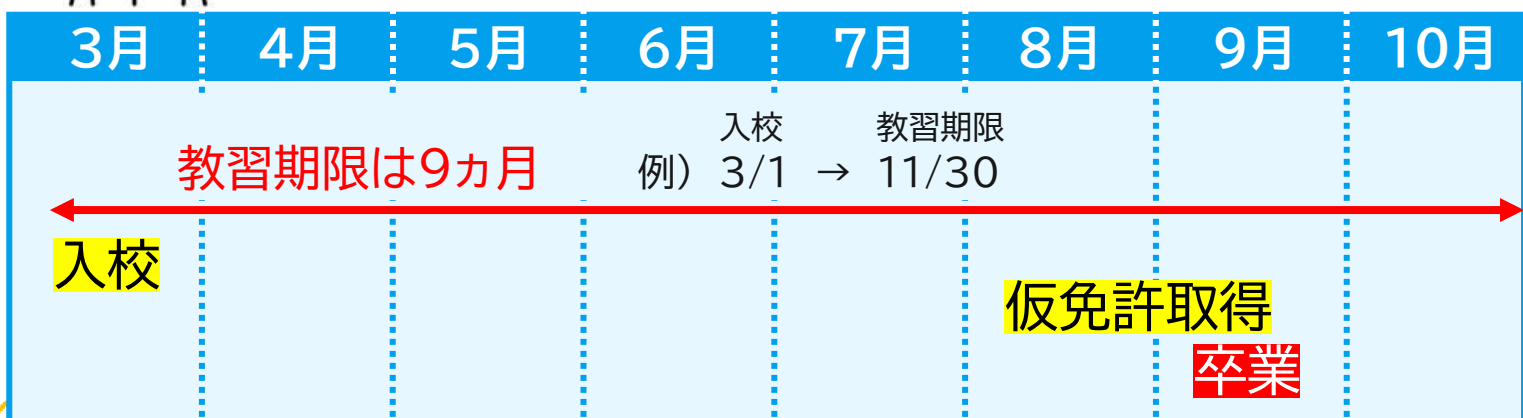 3月 4月 5月 6月 7月 8月 9月 10月
入校 教習期限
教習期限は9ヵ月 例) 3/1 → 11/30
入校
仮免許取得
卒業